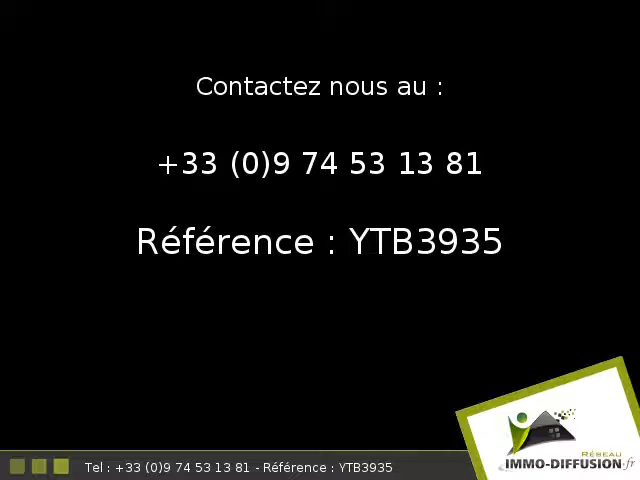 Contactez nous au :
+33 (0)9 74 53 13 81
Référence : YTB3935
RÉSEAU
IMMO-DIFFUSION.fr
Tel : +33 (0)9 74 53 13 81 - Référence : YTB3935